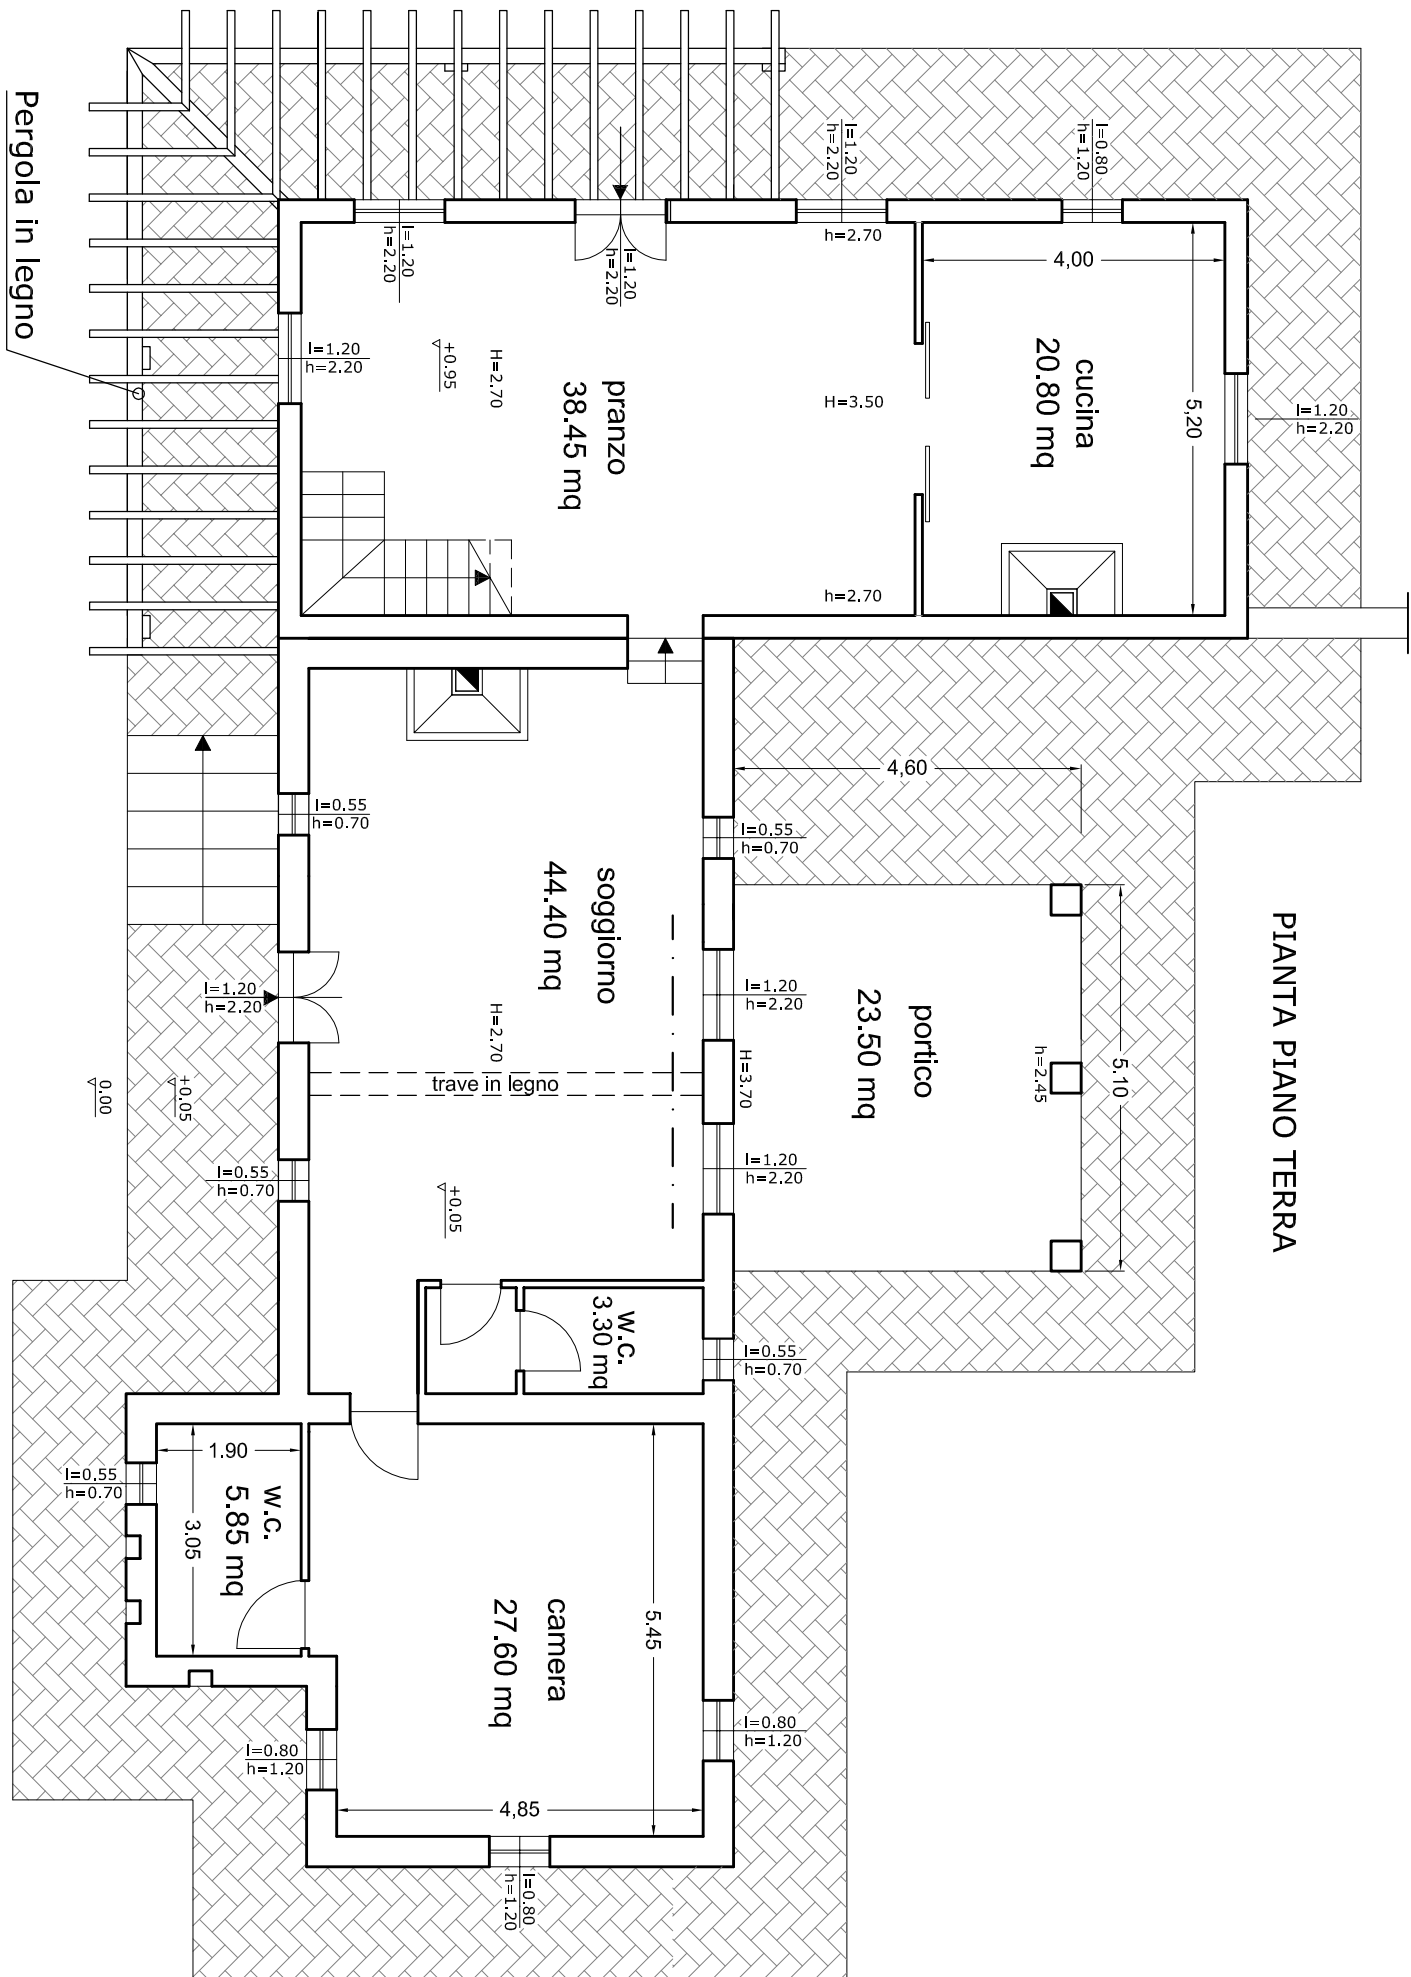 PIANTA PIANO TERRA
Pergola in legno
l=1.20
h=2.20
l=0.80
h=1.20
l=1.20
h=2.20
l=1.20
h=2.20
h=2.70
4,00
l=1.20
h=2.20
+0.95
H=2.70
pranzo
38.45 mq
H=3.50
cucina
20.80 mq
5,20
l=1.20
h=2.20
h=2.70
4,60
l=0.55
h=0.70
l=0.55
h=0.70
soggiorno
44.40 mq
l=1.20
h=2.20
H=2.70
l=1.20
h=2.20
portico
23.50 mq
h=2.45
5.10
H=3.70
trave in legno
0.00
+0.05
l=0.55
h=0.70
+0.05
l=1.20
h=2.20
w.c.
3.30 mq
l=0.55
h=0.70
1.90
l=0.55
h=0.70
w.c.
5.85 mq
3.05
camera
27.60 mq
5.45
l=0.80
h=1.20
l=0.80
h=1.20
4,85
l=0.80
h=1.20